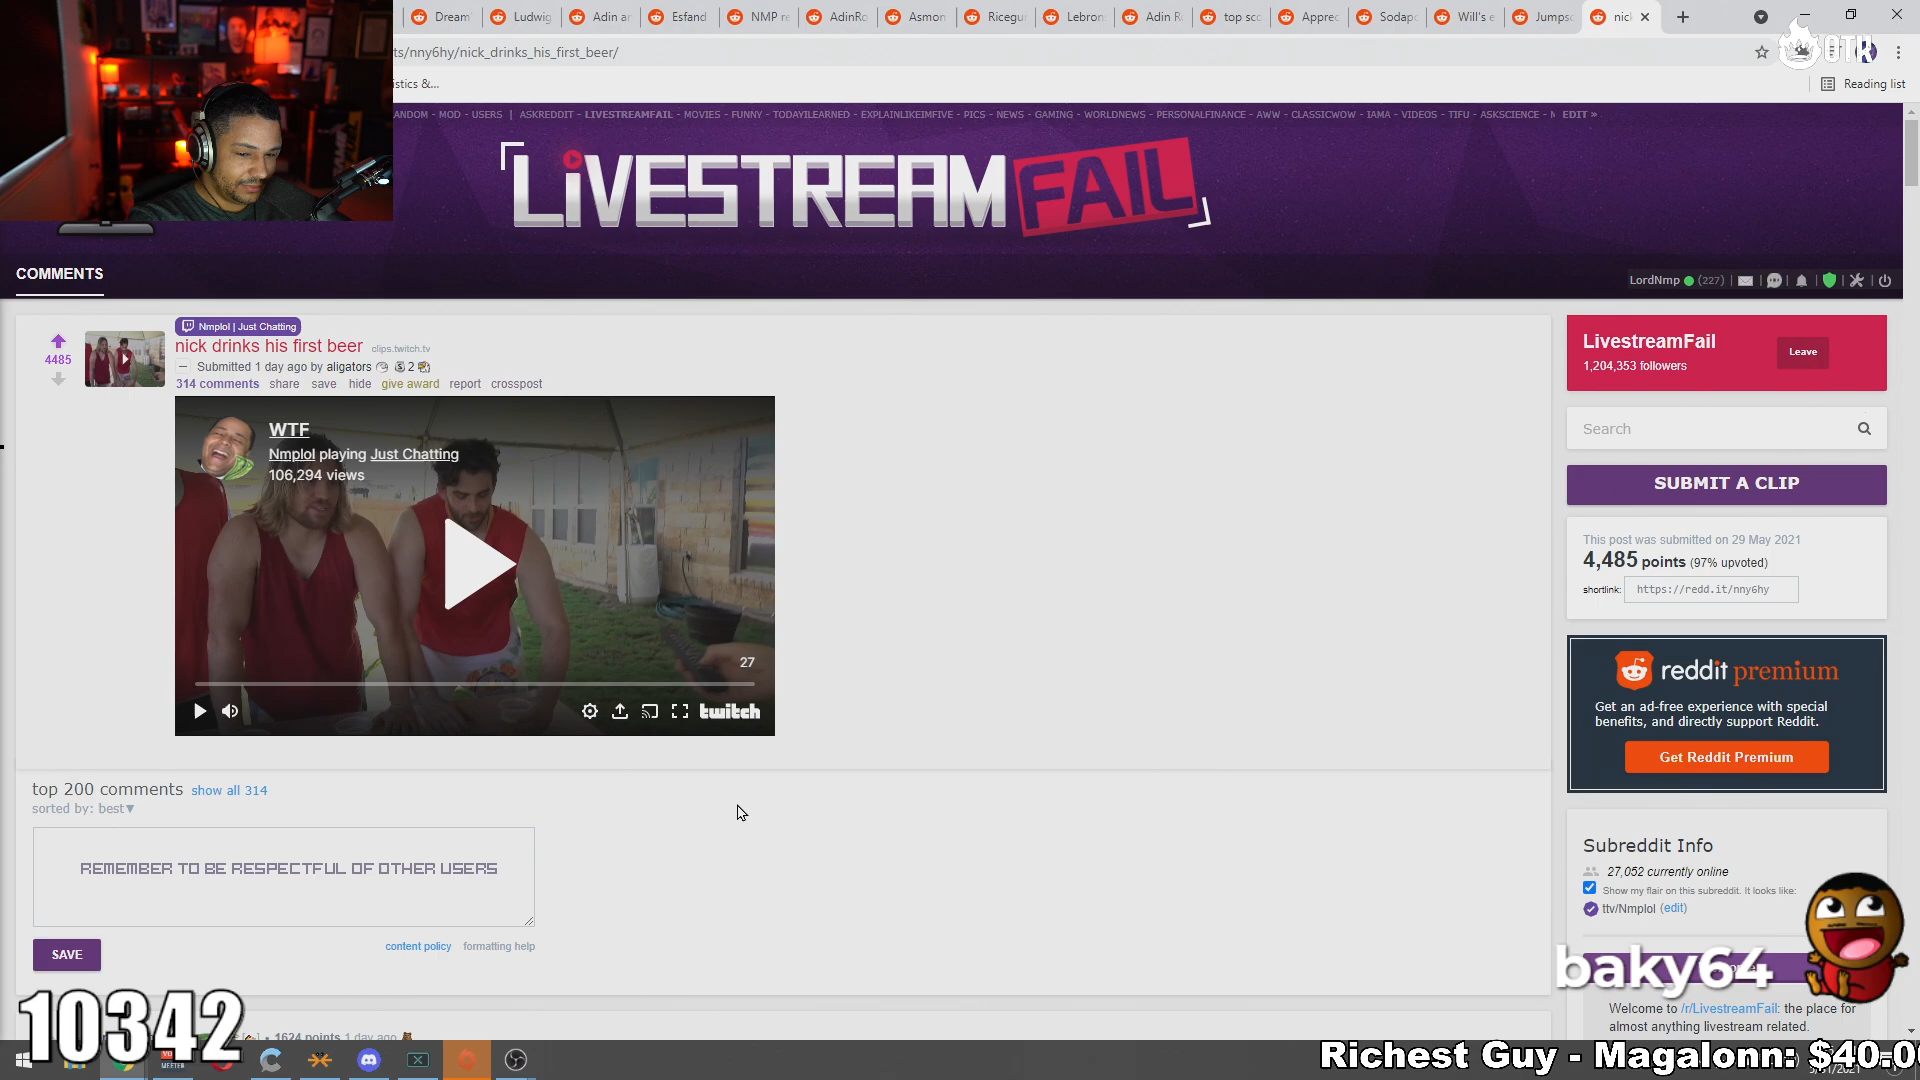 Dream
Ludwig
Adin ar
Esfand
NMP re
AdinRo
Asmon
Ricegur
Lebron
Adin Ro
top sco
Apprec
Sodapo
Will's e
Jumpsc
nic
OTK
ts/nny6hy/nick_drinks_his_first_beer/
istics &...
Reading list
ANDOM - MOD - USERS | ASKREDDIT - LIVESTREAMFAIL - MOVIES - FUNNY - TODAYILEARNED - EXPLAINLIKEIMFIVE - PICS - NEWS - GAMING - WORLDNEWS - PERSONALFINANCE - AWW - CLASSICWOW - IAMA - VIDEOS - TIFU - ASKSCIENCE - EDIT »
LiVESTREAM FAIL
COMMENTS
LordNmp (227)
Nmplol | Just Chatting
nick drinks his first beer clips.twitch.tv
4485
Submitted 1 day ago by aligators 2
314 comments share save hide give award report crosspost
WTF
Nmplol playing Just Chatting
106,294 views
27
twitch
LivestreamFail
1,204,353 followers
Leave
Search
SUBMIT A CLIP
This post was submitted on 29 May 2021
4,485 points (97% upvoted)
shortlink: https://redd.it/nny6hy
reddit premium
Get an ad-free experience with special
benefits, and directly support Reddit.
Get Reddit Premium
top 200 comments show all 314
sorted by: best▼
REMEMBER TO BE RESPECTFUL OF OTHER USERS
content policy formatting help
SAVE
Subreddit Info
27,052 currently online
Show my flair on this subreddit. It looks like:
ttv/Nmplol (edit)
baky64
Welcome to /r/LivestreamFail: the place for
almost anything livestream related.
10342
1624 points 1 day ago
Richest Guy - Magalonn: $40.0